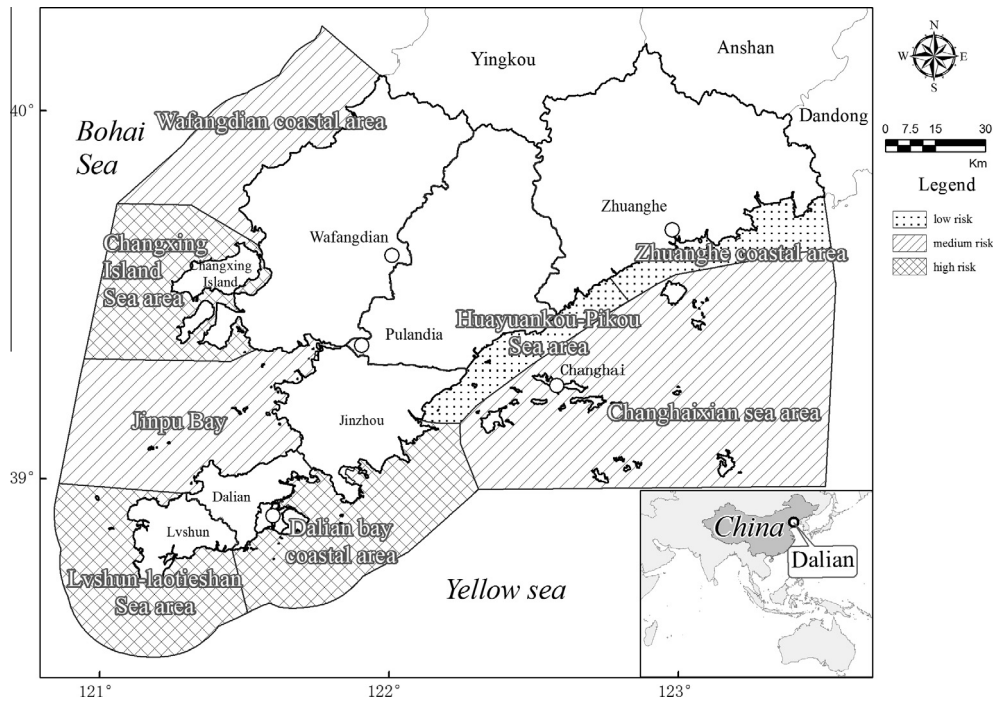 Yingkou
Anshan
Dandong
N
W
E
S
0 7.5 15 30
Km
Legend
low risk
medium risk
high risk
40°
39°
Bohai
Sea
Wafangdian coastal area
Zhuanghe
Wafangdian
Zhuanghe coastal area
Changxing
Island
Sea area
Changxing
Island
Pulandia
Huayuankou-Pikou
Sea area
Changhai
Changhaixian sea area
Jinpu Bay
Jinzhou
Dalian
Lvshun
Dalian bay
coastal area
Lvshun-laotieshan
Sea area
Yellow sea
China
Dalian
121°
122°
123°